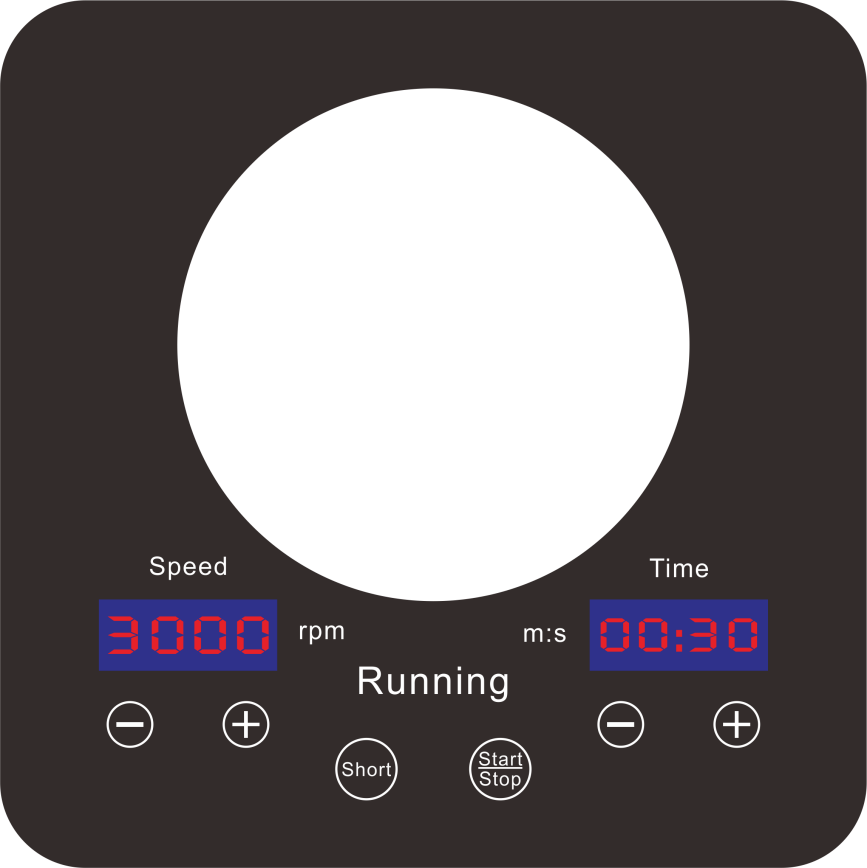 Speed
Time
3000
rpm
m:s
00:30
Running
− +
− +
Short
Start
Stop